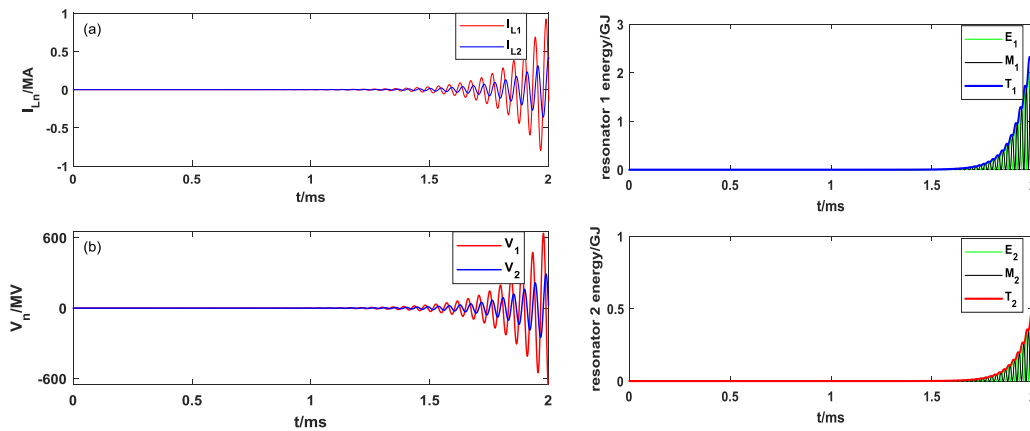 (a)
I_L1
I_L2
I_Ln/MA
1
0.5
0
-0.5
-1
0 0.5 1 1.5 2
t/ms
(b)
V_1
V_2
V_n/MV
600
0
-600
0 0.5 1 1.5 2
t/ms
E_1
M_1
T_1
resonator 1 energy/GJ
3
2
1
0
0 0.5 1 1.5 2
t/ms
E_2
M_2
T_2
resonator 2 energy/GJ
1
0.5
0
0 0.5 1 1.5 2
t/ms